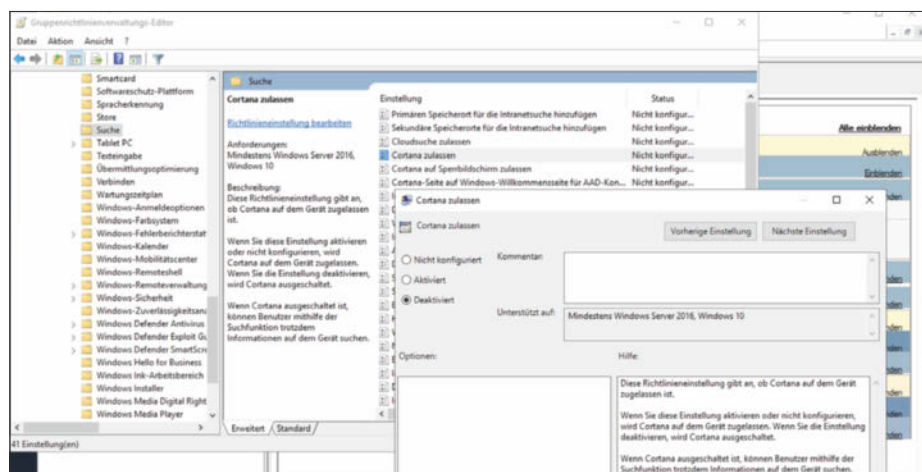 Gruppenrichtlinienverwaltungs-Editor
Datei Aktion Ansicht ?
Smartcard
Softwareschutz-Plattform
Spracherkennung
Store
Suche
Tablet PC
Texteingabe
Übermittlungsoptimierung
Verbinden
Wartungszeitplan
Windows-Anmeldeoptionen
Windows-Farbsystem
Windows-Fehlerberichterstat
Windows-Kalender
Windows-Mobilitätscenter
Windows-Remoteshell
Windows-Remoteverwaltung
Windows-Sicherheit
Windows-Zuverlässigkeitsana
Windows Defender Antivirus
Windows Defender Exploit Gu
Windows Defender SmartScre
Windows Hello for Business
Windows Ink-Arbeitsbereich
Windows Installer
Windows Media Digital Right
Windows Media Player
41 Einstellung(en)
Suche
Cortana zulassen
Richtlinieneinstellung bearbeiten
Anforderungen:
Mindestens Windows Server 2016,
Windows 10
Beschreibung:
Diese Richtlinieneinstellung gibt an,
ob Cortana auf dem Gerät zugelassen
ist.
Wenn Sie diese Einstellung aktivieren
oder nicht konfigurieren, wird
Cortana auf dem Gerät zugelassen.
Wenn Sie die Einstellung deaktivieren,
wird Cortana ausgeschaltet.
Wenn Cortana ausgeschaltet ist,
können Benutzer mithilfe der
Suchfunktion trotzdem
Informationen auf dem Gerät suchen.
Einstellung Status
Primären Speicherort für die Intranetsuche hinzufügen Nicht konfigur...
Sekundäre Speicherorte für die Intranetsuche hinzufügen Nicht konfigur...
Cloudsuche zulassen Nicht konfigur...
Cortana zulassen Nicht konfigur...
Cortana auf Sperrbildschirm zulassen Nicht konfigur...
Cortana-Seite auf Windows-Willkommensseite für AAD-Kon... Nicht konfigur...
Erweitert Standard
Cortana zulassen
Cortana zulassen
Vorherige Einstellung Nächste Einstellung
Nicht konfiguriert
Aktiviert
Deaktiviert
Kommentar:
Unterstützt auf:
Mindestens Windows Server 2016, Windows 10
Optionen:
Hilfe:
Diese Richtlinieneinstellung gibt an, ob Cortana auf dem Gerät
zugelassen ist.
Wenn Sie diese Einstellung aktivieren oder nicht konfigurieren,
wird Cortana auf dem Gerät zugelassen. Wenn Sie die Einstellung
deaktivieren, wird Cortana ausgeschaltet.
Wenn Cortana ausgeschaltet ist, können Benutzer mithilfe der
Suchfunktion trotzdem Informationen auf dem Gerät suchen.
Alle einblenden
Ausblenden
Einblenden